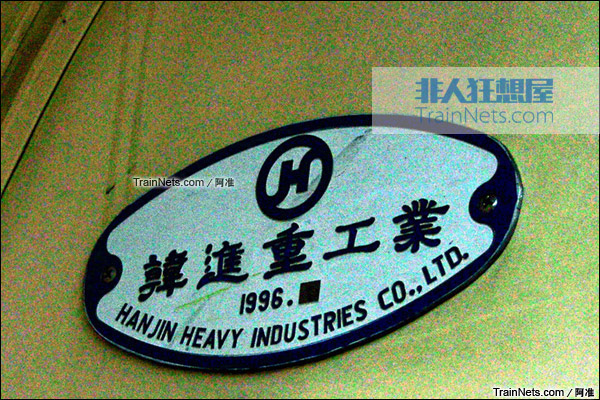 非人狂想屋
TrainNets.com
H
TrainNets.com / 阿准
韓進重工業
1996.
HANJIN HEAVY INDUSTRIES CO., LTD.
TrainNets.com / 阿准